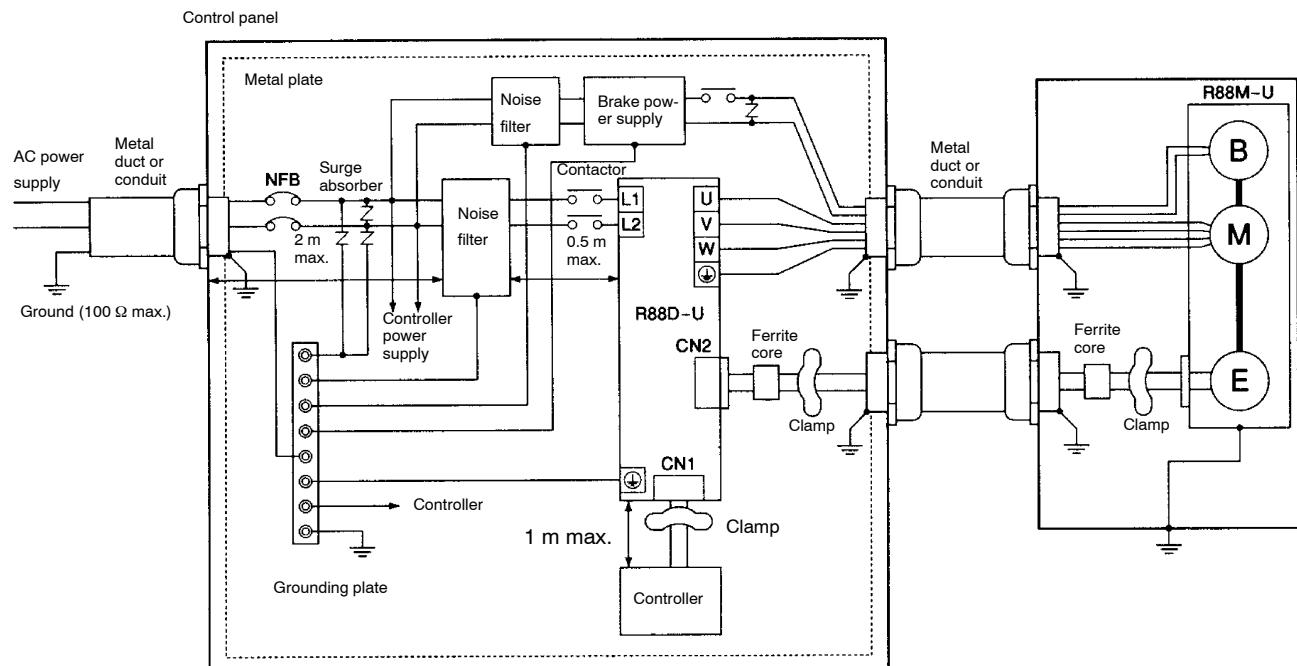 Control panel
Metal plate
R88M-U
Noise
filter
Brake pow-
er supply
B
AC power
supply
Metal
duct or
conduit
NFB
Surge
absorber
Contactor
Metal
duct or
conduit
L1
U
L2
V
W
Noise
filter
M
2 m
max.
0.5 m
max.
Ground (100 Ω max.)
Controller
power
supply
R88D-U
CN2
Ferrite
core
Ferrite
core
E
Clamp
Clamp
CN1
Controller
Clamp
1 m max.
Grounding plate
Controller